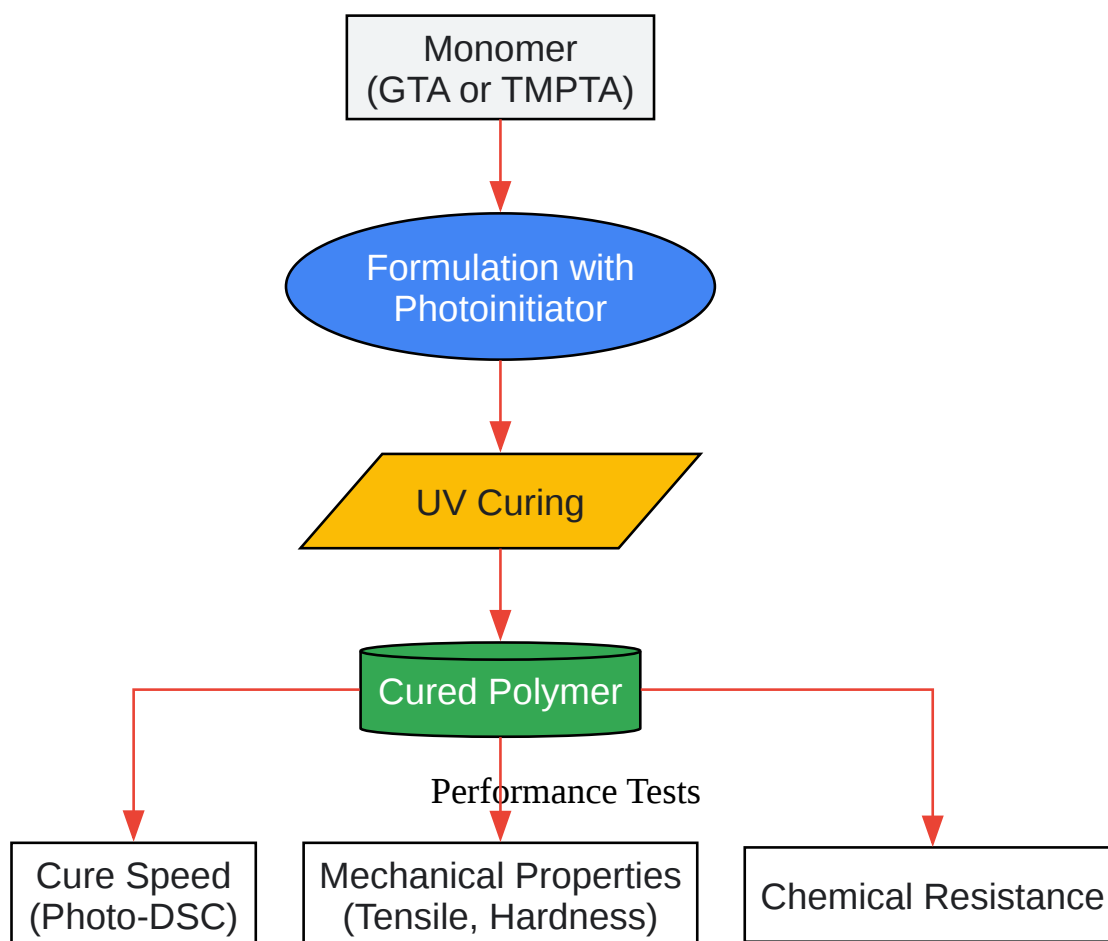 Monomer
(GTA or TMPTA)
Formulation with
Photoinitiator
UV Curing
Cured Polymer
Performance Tests
Cure Speed
(Photo-DSC)
Mechanical Properties
(Tensile, Hardness)
Chemical Resistance